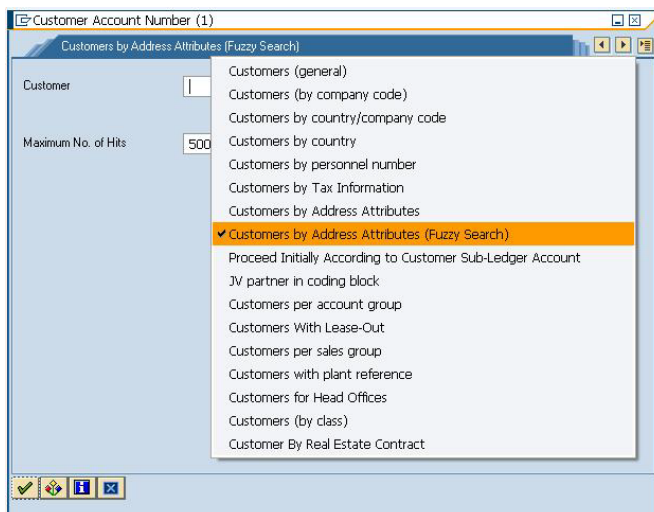 Customer Account Number (1)
Customers by Address Attributes (Fuzzy Search)
Customer
Maximum No. of Hits
500
Customers (general)
Customers (by company code)
Customers by country/company code
Customers by country
Customers by personnel number
Customers by Tax Information
Customers by Address Attributes
Customers by Address Attributes (Fuzzy Search)
Proceed Initially According to Customer Sub-Ledger Account
JV partner in coding block
Customers per account group
Customers With Lease-Out
Customers per sales group
Customers with plant reference
Customers for Head Offices
Customers (by class)
Customer By Real Estate Contract